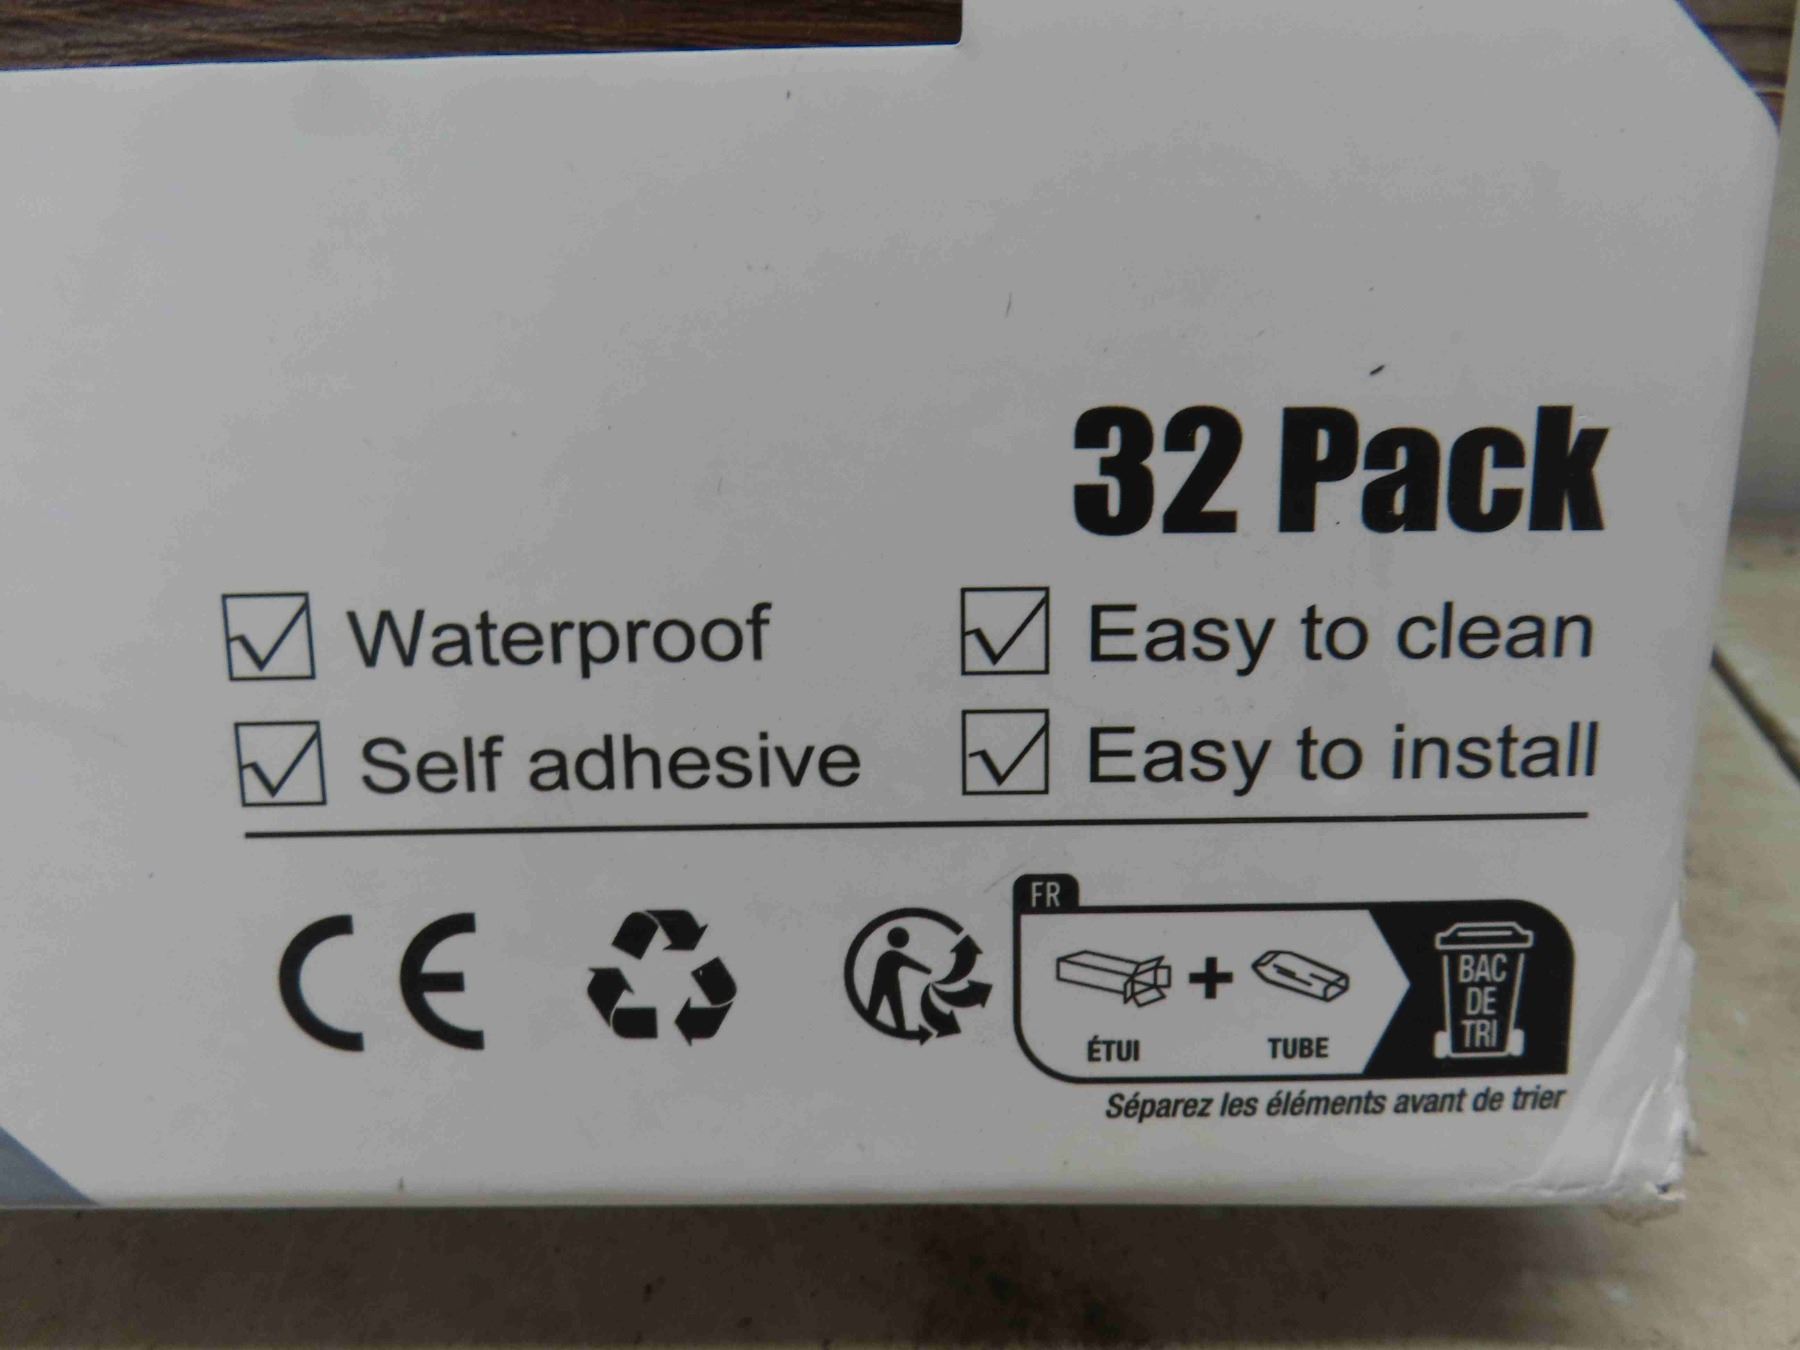 32 Pack
Waterproof
Easy to clean
Self adhesive
Easy to install
CE
FR
BAC
DE
TRI
+
ÉTUI
TUBE
Séparez les éléments avant de trier